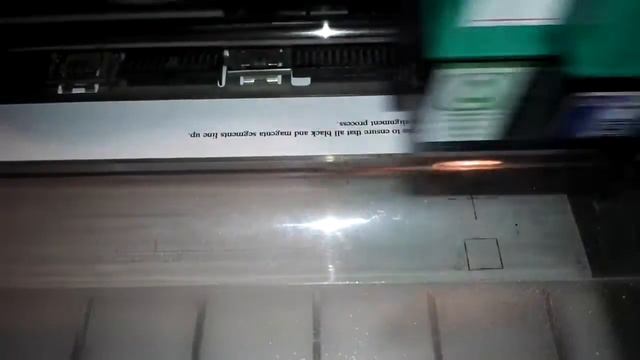 to ensure that all black and magenta segments line up.
alignment process.